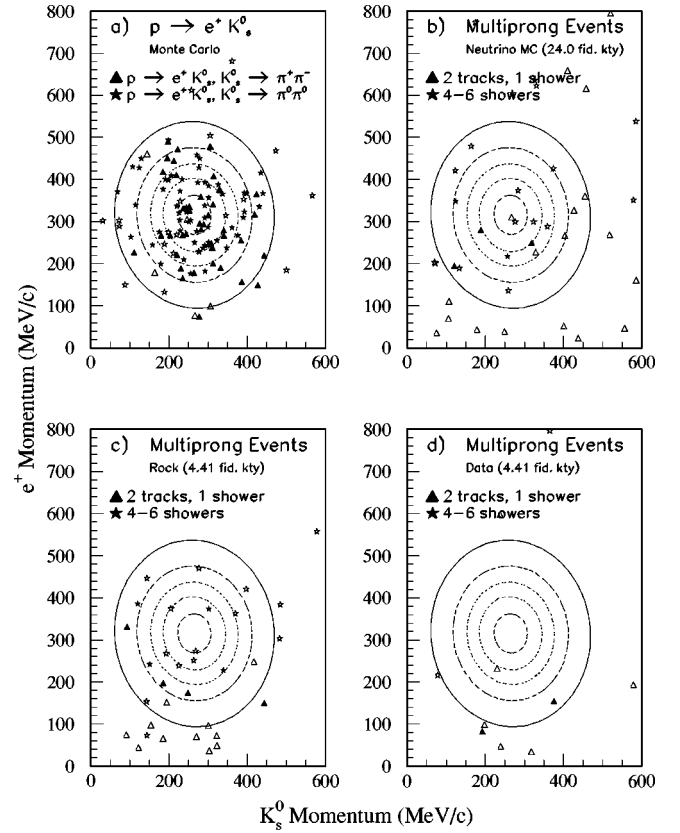 a) p → e⁺ K⁰ₛ
Monte Carlo
▲ p → e⁺ K⁰ₛ, K⁰ₛ → π⁺π⁻
★ p → e⁺ K⁰ₛ, K⁰ₛ → π⁰π⁰
800
700
600
500
400
300
200
100
0
0 200 400 600
b) Multiprong Events
Neutrino MC (24.0 fid. kty)
▲ 2 tracks, 1 shower
★ 4-6 showers
800
700
600
500
400
300
200
100
0
0 200 400 600
c) Multiprong Events
Rock (4.41 fid. kty)
▲ 2 tracks, 1 shower
★ 4-6 showers
800
700
600
500
400
300
200
100
0
0 200 400 600
d) Multiprong Events
Data (4.41 fid. kty)
▲ 2 tracks, 1 shower
★ 4-6 showers
800
700
600
500
400
300
200
100
0
0 200 400 600
e⁺ Momentum (MeV/c)
K⁰ₛ Momentum (MeV/c)